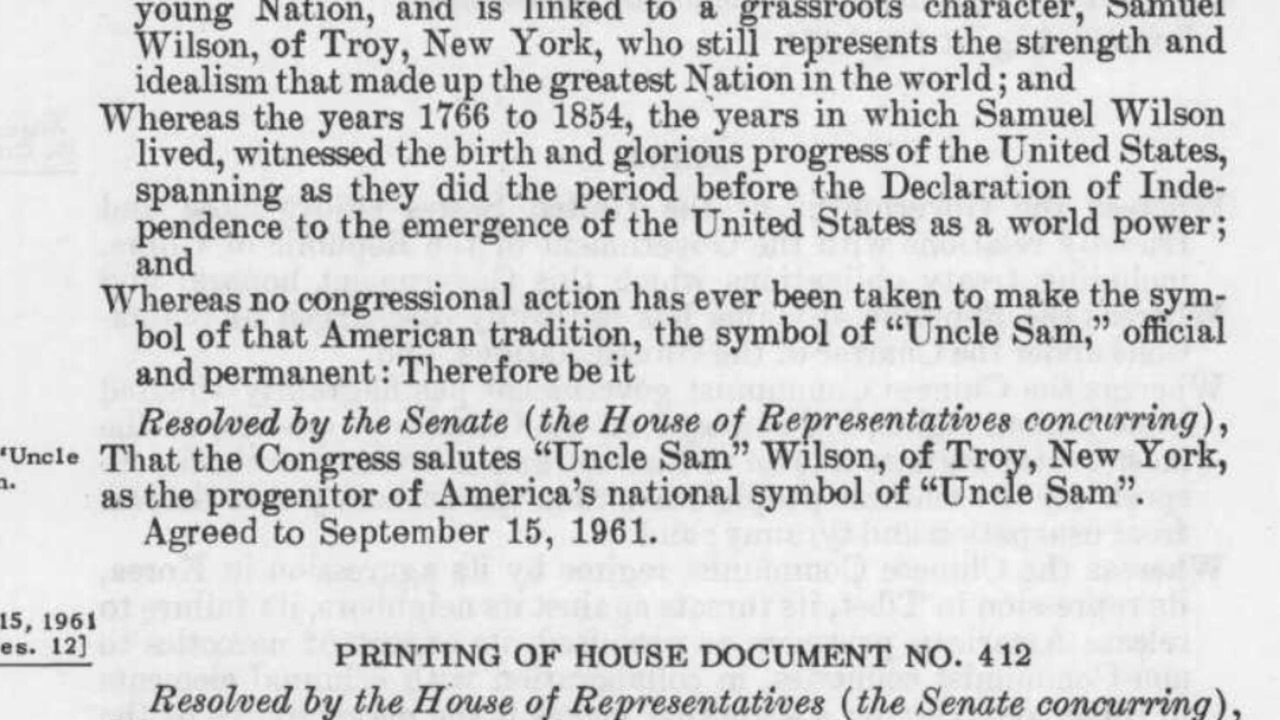 young Nation, and is linked to a grassroots character, Samuel
Wilson, of Troy, New York, who still represents the strength and
idealism that made up the greatest Nation in the world; and
Whereas the years 1766 to 1854, the years in which Samuel Wilson
lived, witnessed the birth and glorious progress of the United States,
spanning as they did the period before the Declaration of Inde-
pendence to the emergence of the United States as a world power;
and
Whereas no congressional action has ever been taken to make the sym-
bol of that American tradition, the symbol of “Uncle Sam,” official
and permanent: Therefore be it
Resolved by the Senate (the House of Representatives concurring),
“Uncle
n.
That the Congress salutes “Uncle Sam” Wilson, of Troy, New York,
as the progenitor of America's national symbol of “Uncle Sam”.
Agreed to September 15, 1961.
15, 1961
es. 12]
PRINTING OF HOUSE DOCUMENT NO. 412
Resolved by the House of Representatives (the Senate concurring),